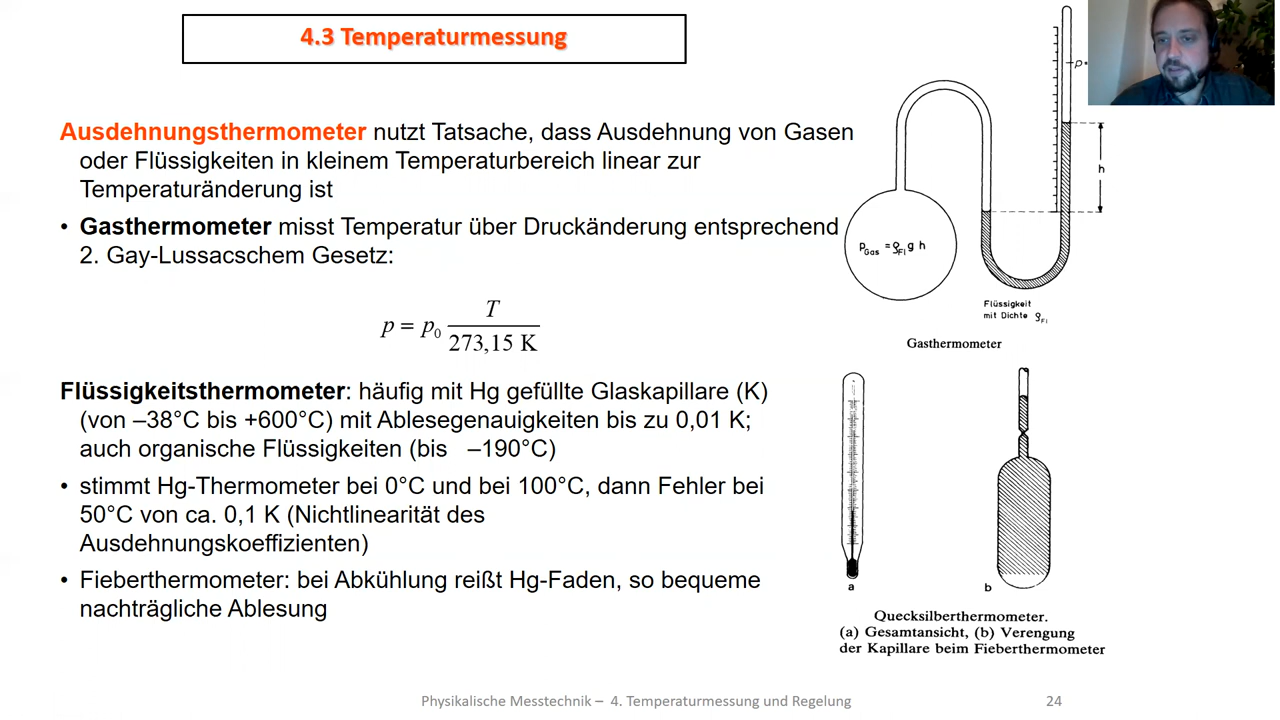 4.3 Temperaturmessung
Ausdehnungsthermometer nutzt Tatsache, dass Ausdehnung von Gasen
oder Flüssigkeiten in kleinem Temperaturbereich linear zur
Temperaturänderung ist
• Gasthermometer misst Temperatur über Druckänderung entsprechend
2. Gay-Lussacschem Gesetz:
p = p₀ T / 273,15 K
Flüssigkeitsthermometer: häufig mit Hg gefüllte Glaskapillare (K)
(von –38°C bis +600°C) mit Ablesegenauigkeiten bis zu 0,01 K;
auch organische Flüssigkeiten (bis –190°C)
• stimmt Hg-Thermometer bei 0°C und bei 100°C, dann Fehler bei
50°C von ca. 0,1 K (Nichtlinearität des
Ausdehnungskoeffizienten)
• Fieberthermometer: bei Abkühlung reißt Hg-Faden, so bequeme
nachträgliche Ablesung
p
h
p Gas = ϱ Fl g h
Flüssigkeit
mit Dichte ϱ Fl
Gasthermometer
a
b
Quecksilberthermometer.
(a) Gesamtansicht, (b) Verengung
der Kapillare beim Fieberthermometer
Physikalische Messtechnik – 4. Temperaturmessung und Regelung
24